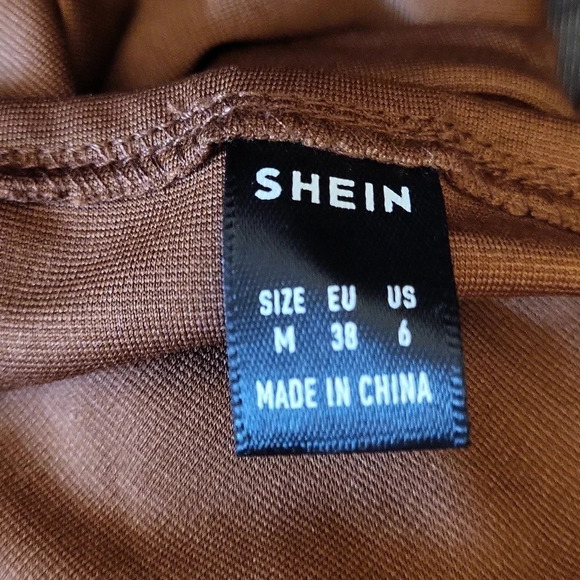 SHEIN
SIZE EU US
M 38 6
MADE IN CHINA